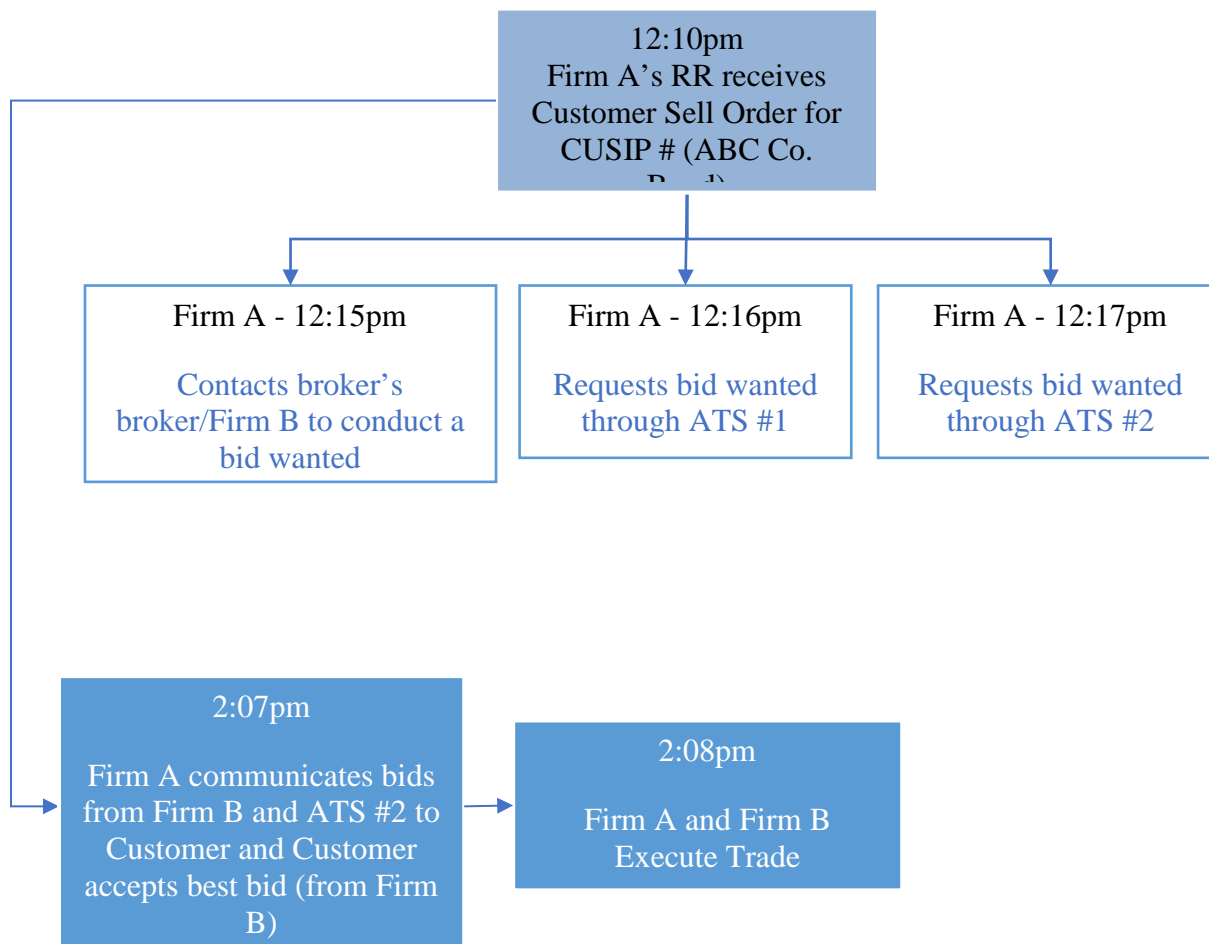 12:10pm
Firm A’s RR receives
Customer Sell Order for
CUSIP # (ABC Co.
Firm A - 12:15pm
Contacts broker’s
broker/Firm B to conduct a
bid wanted
Firm A - 12:16pm
Requests bid wanted
through ATS #1
Firm A - 12:17pm
Requests bid wanted
through ATS #2
2:07pm
Firm A communicates bids
from Firm B and ATS #2 to
Customer and Customer
accepts best bid (from Firm
B)
2:08pm
Firm A and Firm B
Execute Trade